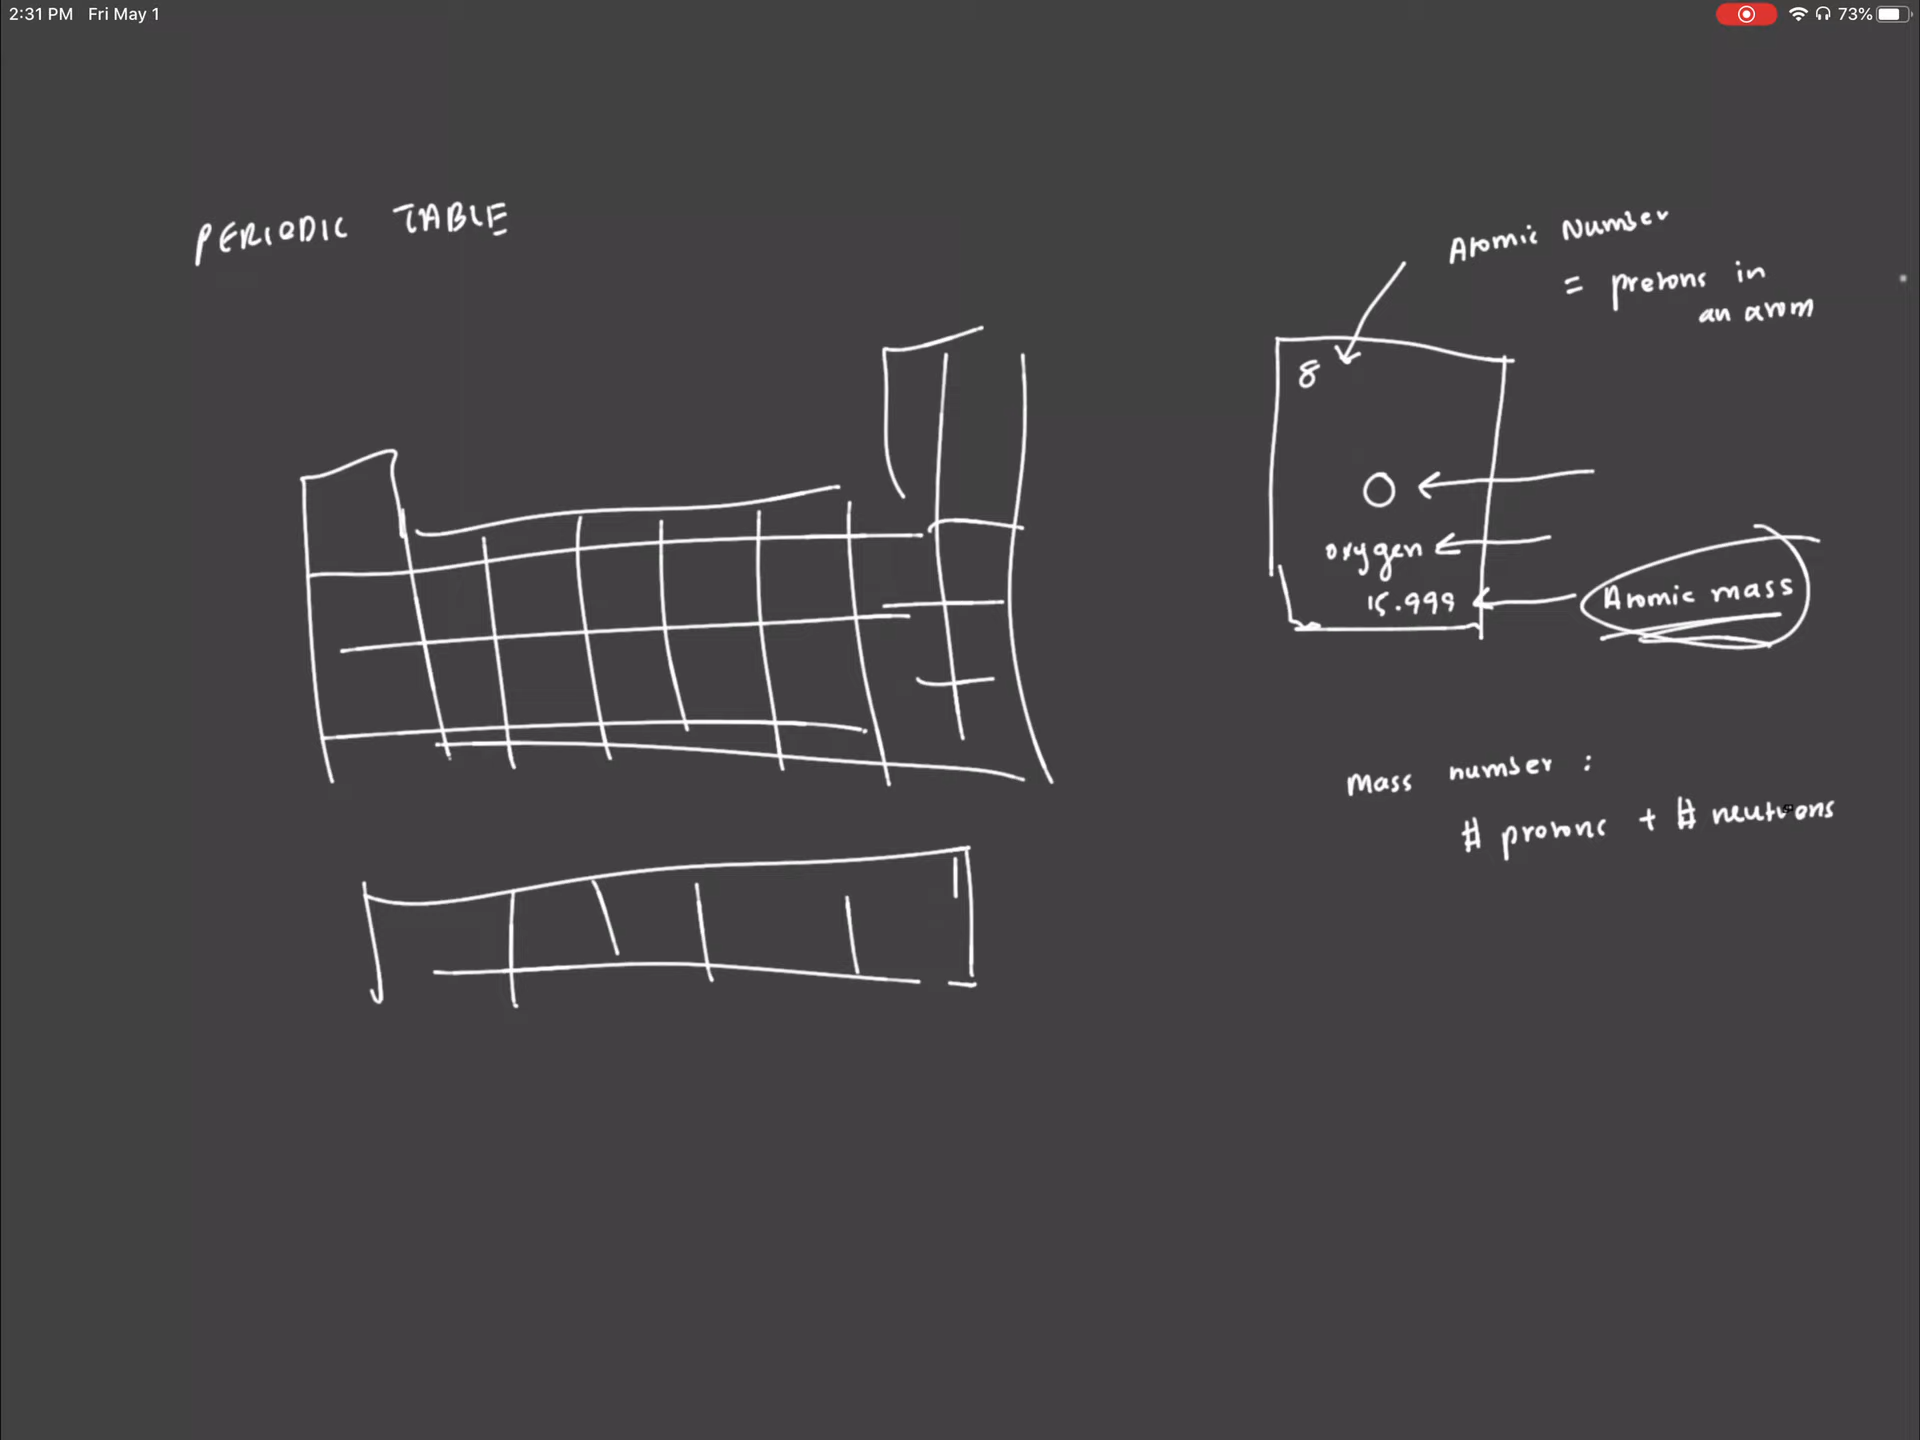 2:31 PM Fri May 1
73%
PERIODIC TABLE
Atomic Number
= protons in
an atom
8
O
oxygen
15.999
Atomic mass
Mass number :
# protons + # neutrons